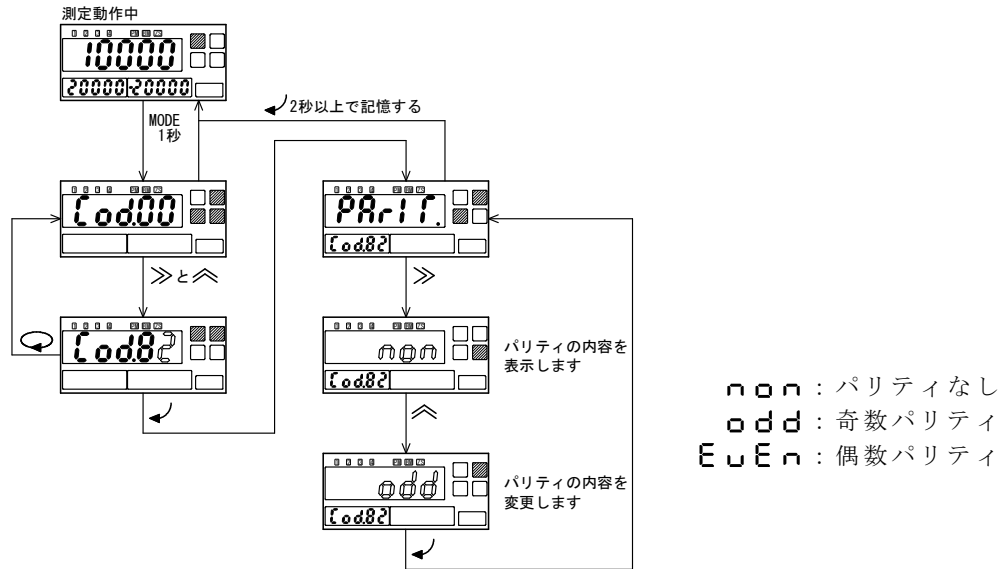 測定動作中
10000
20000 -20000
MODE
1秒
2秒以上で記憶する
Cod.00
PAriT.
Cod.82
≫と︽
≫
Cod.82
non
Cod.82
パリティの内容を
表示します
︽
odd
Cod.82
パリティの内容を
変更します
non：パリティなし
odd：奇数パリティ
EvEn：偶数パリティ